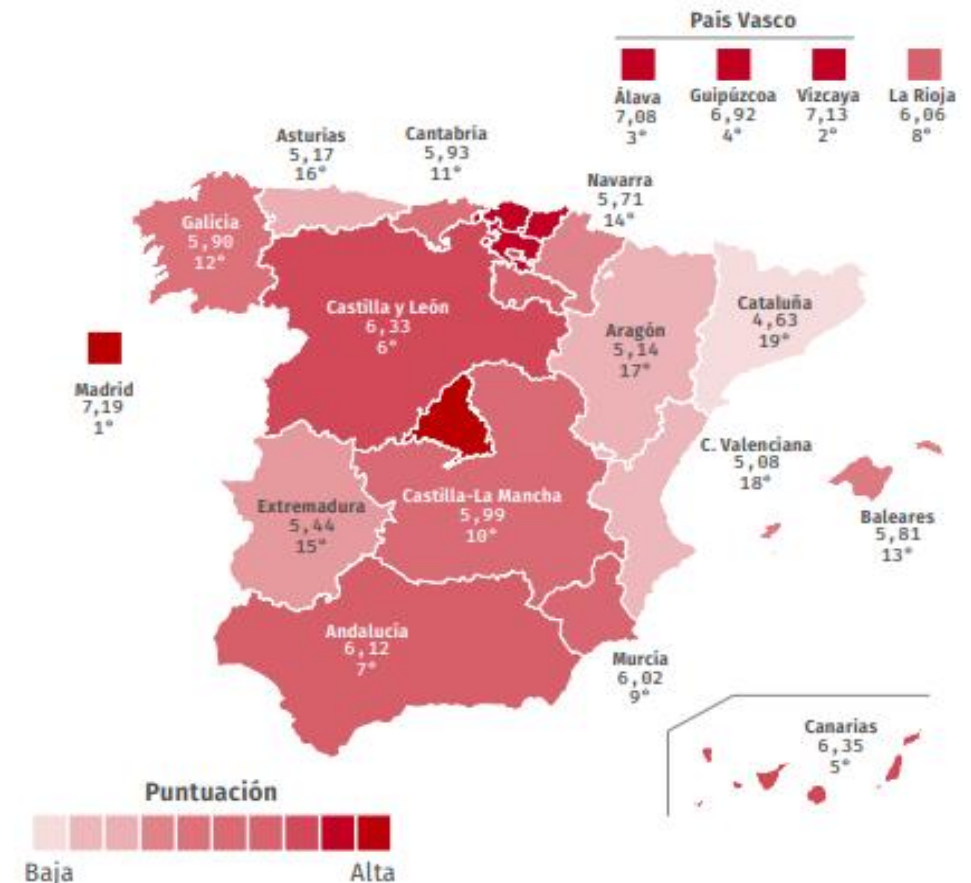 País Vasco
Álava
7,08
3°
Guipúzcoa
6,92
4°
Vizcaya
7,13
2°
La Rioja
6,06
8°
Asturias
5,17
16°
Cantabria
5,93
11°
Navarra
5,71
14°
Galicia
5,90
12°
Castilla y León
6,33
6°
Aragón
5,14
17°
Cataluña
4,63
19°
Madrid
7,19
1°
C. Valenciana
5,08
18°
Extremadura
5,44
15°
Castilla-La Mancha
5,99
10°
Baleares
5,81
13°
Andalucía
6,12
7°
Murcia
6,02
9°
Canarias
6,35
5°
Puntuación
Baja
Alta